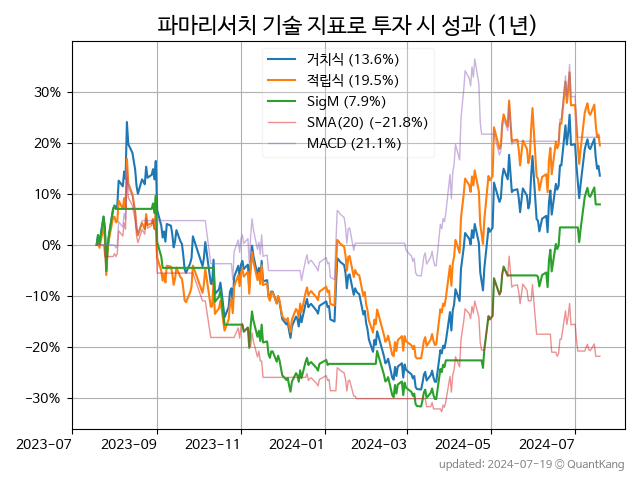 파마리서치 기술 지표로 투자 시 성과 (1년)
거치식 (13.6%)
적립식 (19.5%)
SigM (7.9%)
SMA(20) (−21.8%)
MACD (21.1%)
30%
20%
10%
0%
−10%
−20%
−30%
2023-07 2023-09 2023-11 2024-01 2024-03 2024-05 2024-07
updated: 2024-07-19 ⓒ QuantKang